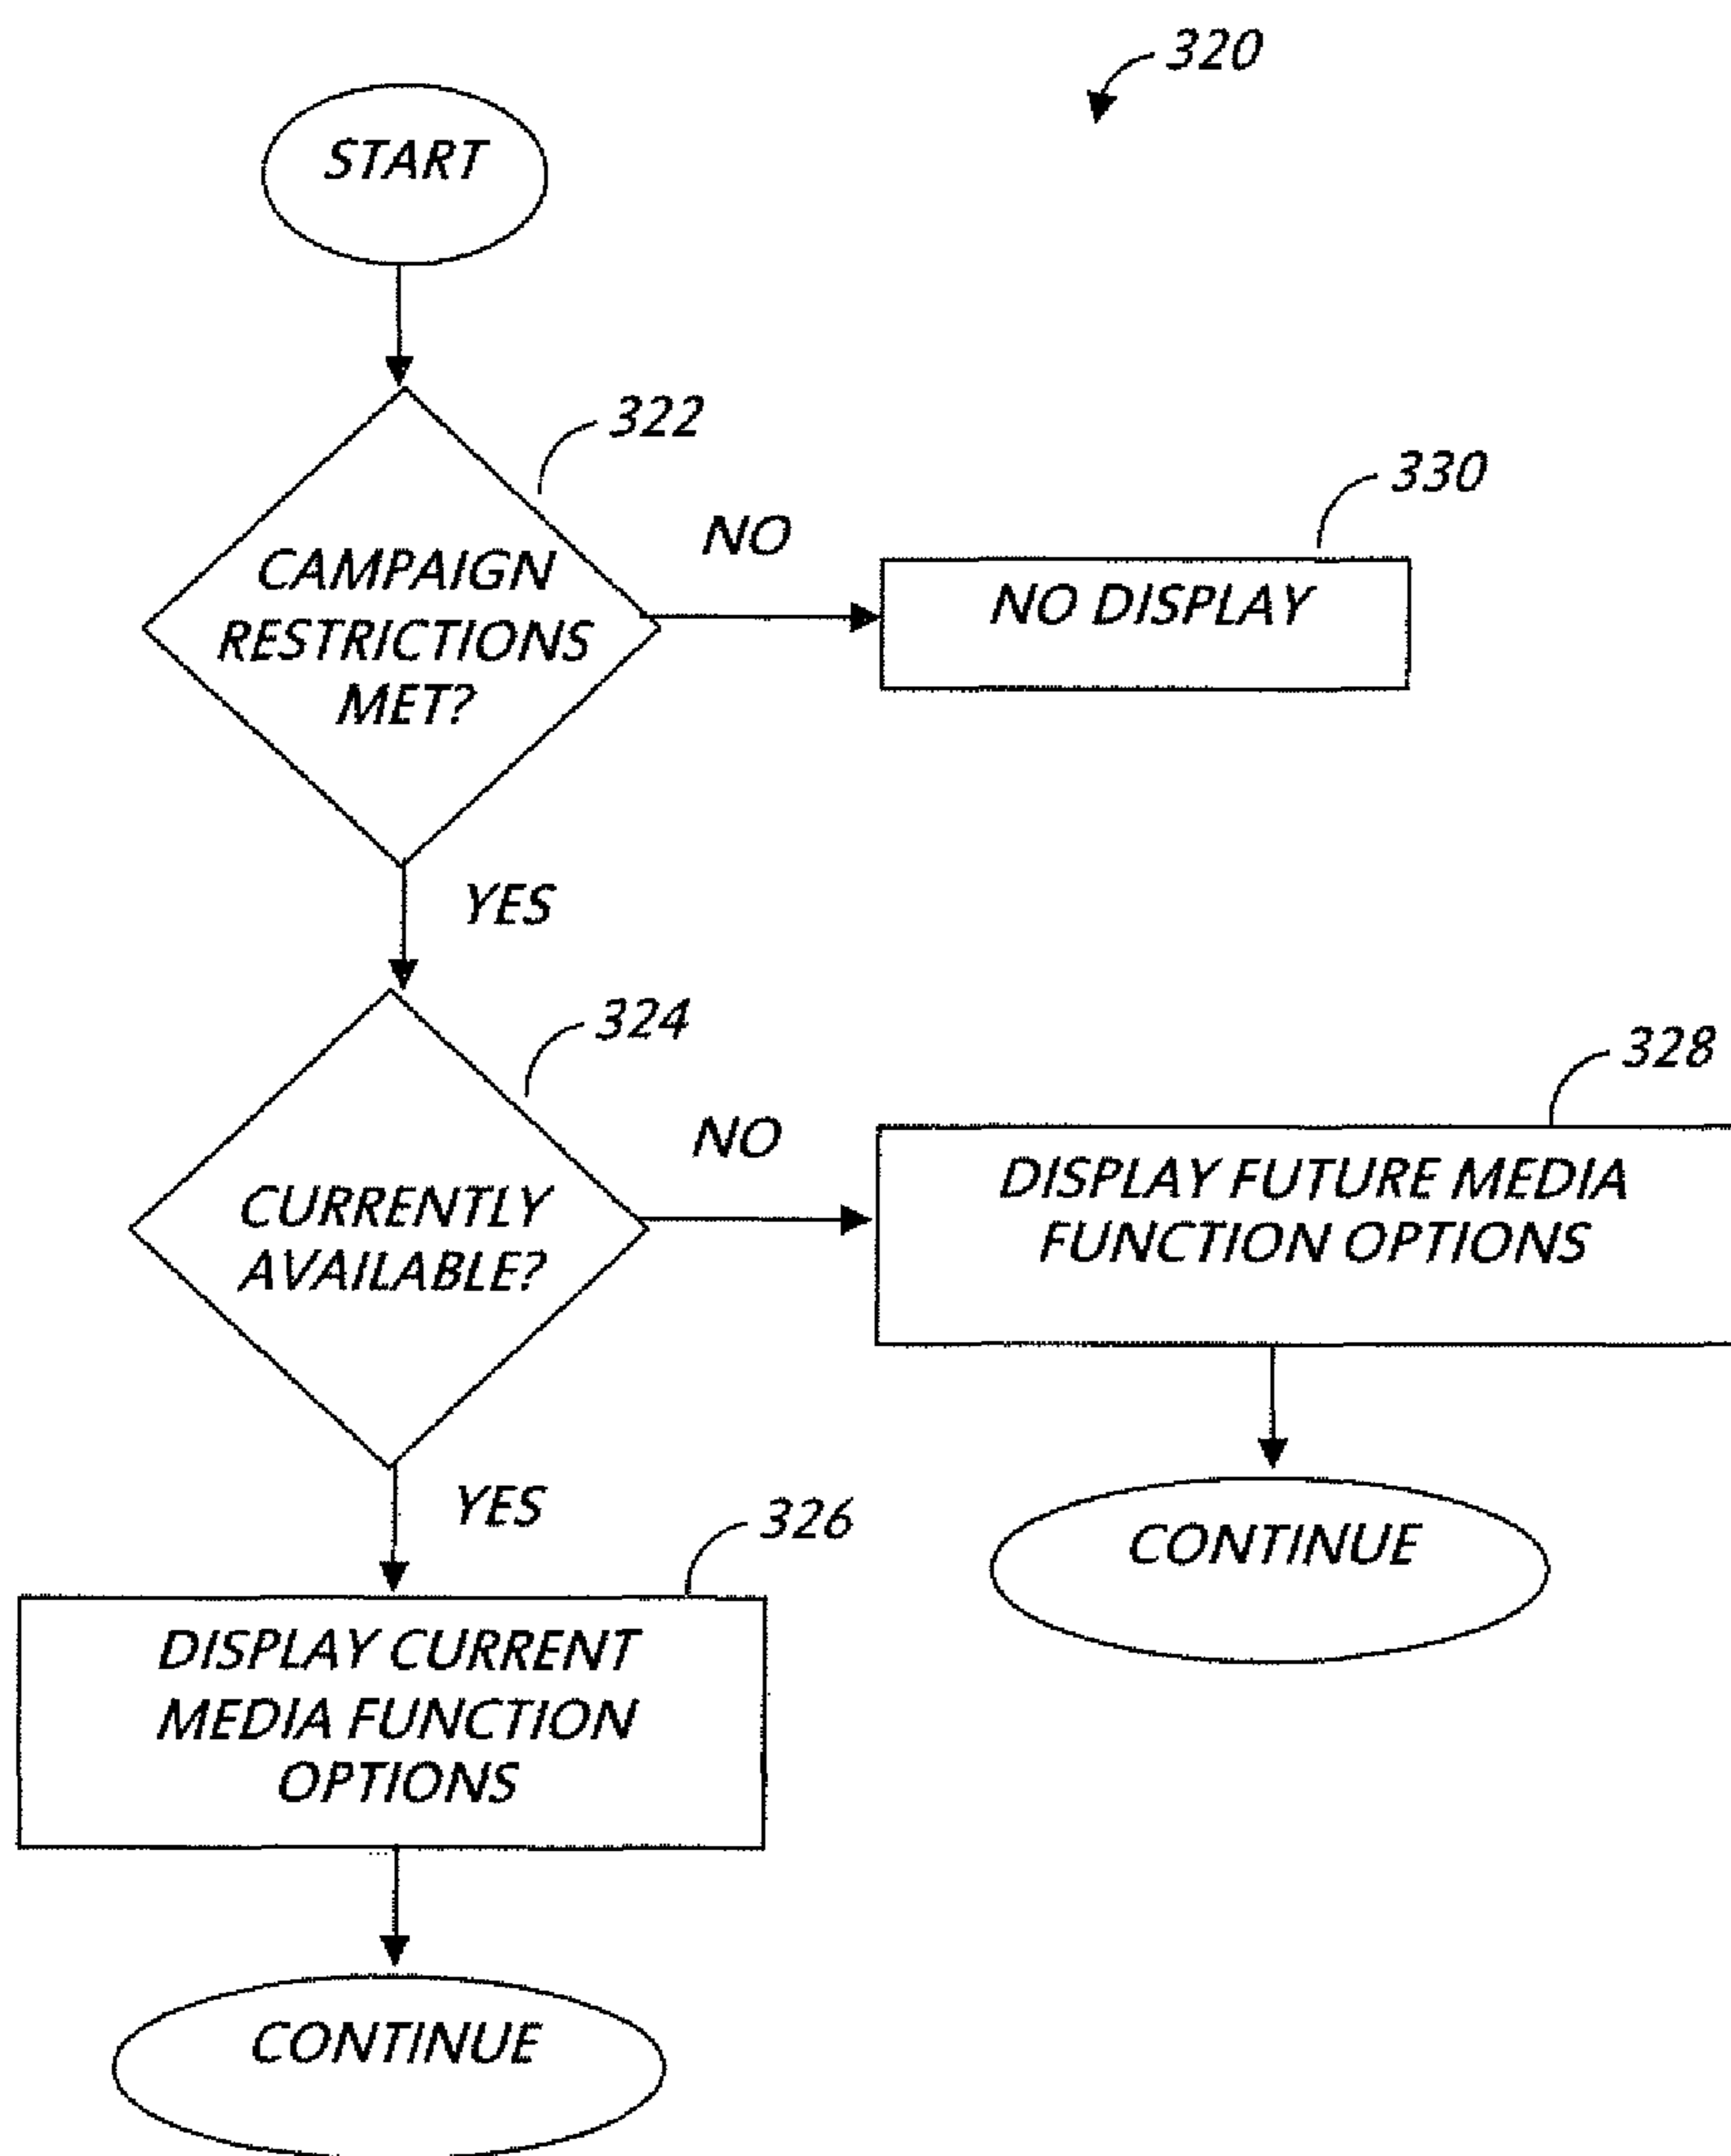 320
START
322
CAMPAIGN
RESTRICTIONS
MET?
NO
330
NO DISPLAY
YES
324
CURRENTLY
AVAILABLE?
NO
328
DISPLAY FUTURE MEDIA
FUNCTION OPTIONS
CONTINUE
YES
326
DISPLAY CURRENT
MEDIA FUNCTION
OPTIONS
CONTINUE